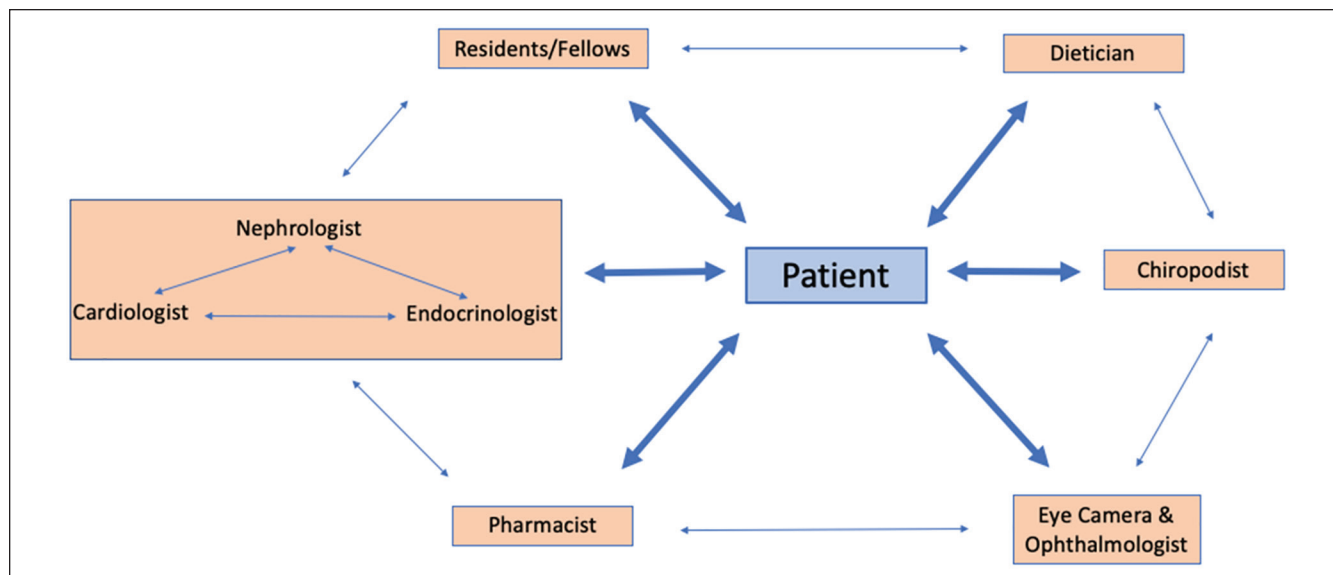 Residents/Fellows
Dietician
Nephrologist
Cardiologist
Endocrinologist
Patient
Chiropodist
Pharmacist
Eye Camera &
Ophthalmologist